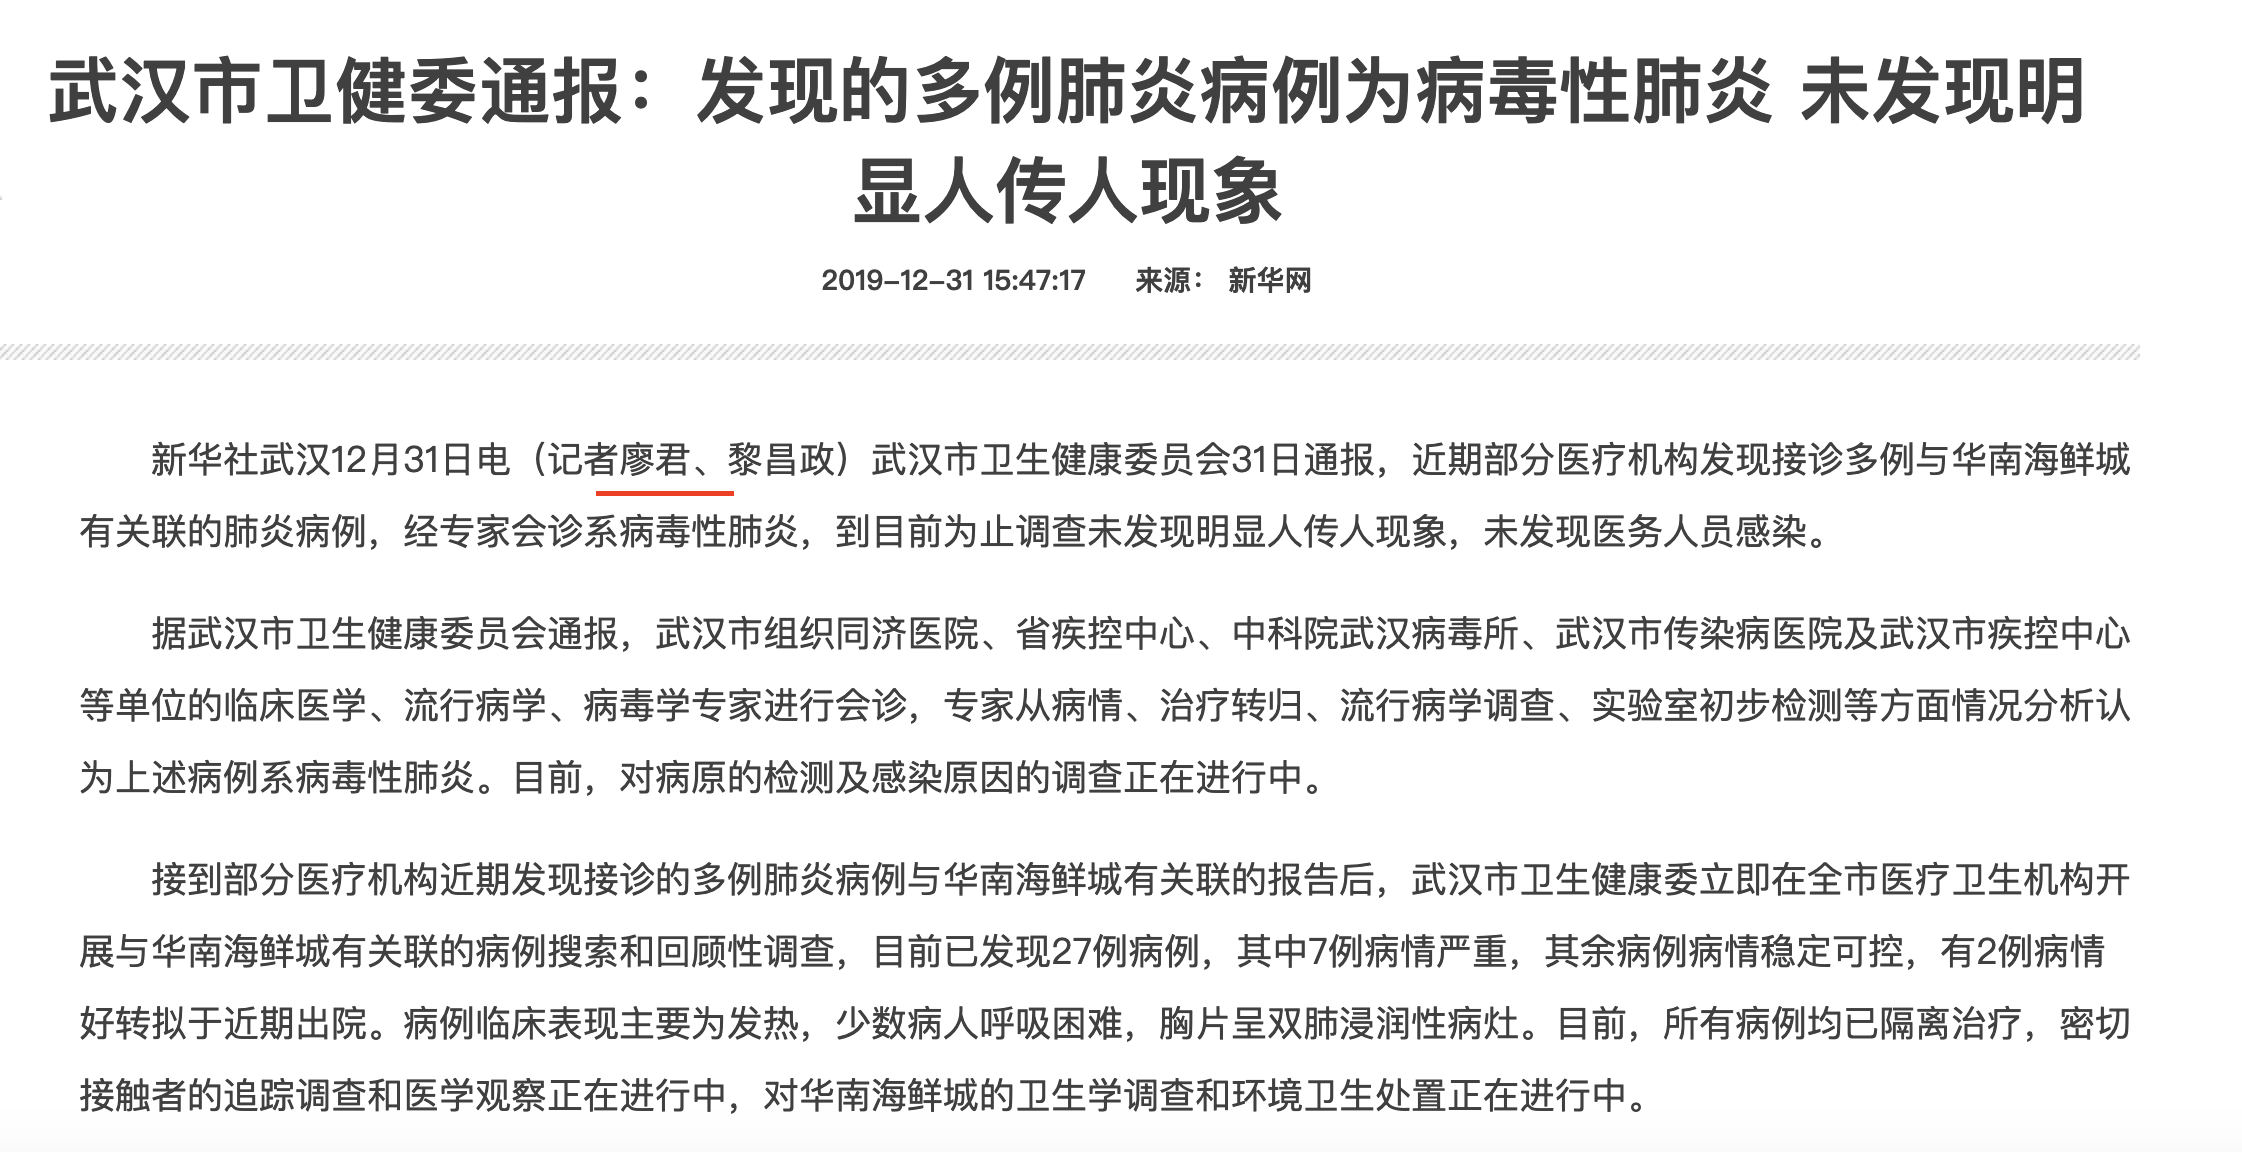 武汉市卫健委通报：发现的多例肺炎病例为病毒性肺炎 未发现明
显人传人现象
2019-12-31 15:47:17 来源： 新华网
新华社武汉12月31日电（记者廖君、黎昌政）武汉市卫生健康委员会31日通报，近期部分医疗机构发现接诊多例与华南海鲜城
有关联的肺炎病例，经专家会诊系病毒性肺炎，到目前为止调查未发现明显人传人现象，未发现医务人员感染。
据武汉市卫生健康委员会通报，武汉市组织同济医院、省疾控中心、中科院武汉病毒所、武汉市传染病医院及武汉市疾控中心
等单位的临床医学、流行病学、病毒学专家进行会诊，专家从病情、治疗转归、流行病学调查、实验室初步检测等方面情况分析认
为上述病例系病毒性肺炎。目前，对病原的检测及感染原因的调查正在进行中。
接到部分医疗机构近期发现接诊的多例肺炎病例与华南海鲜城有关联的报告后，武汉市卫生健康委立即在全市医疗卫生机构开
展与华南海鲜城有关联的病例搜索和回顾性调查，目前已发现27例病例，其中7例病情严重，其余病例病情稳定可控，有2例病情
好转拟于近期出院。病例临床表现主要为发热，少数病人呼吸困难，胸片呈双肺浸润性病灶。目前，所有病例均已隔离治疗，密切
接触者的追踪调查和医学观察正在进行中，对华南海鲜城的卫生学调查和环境卫生处置正在进行中。